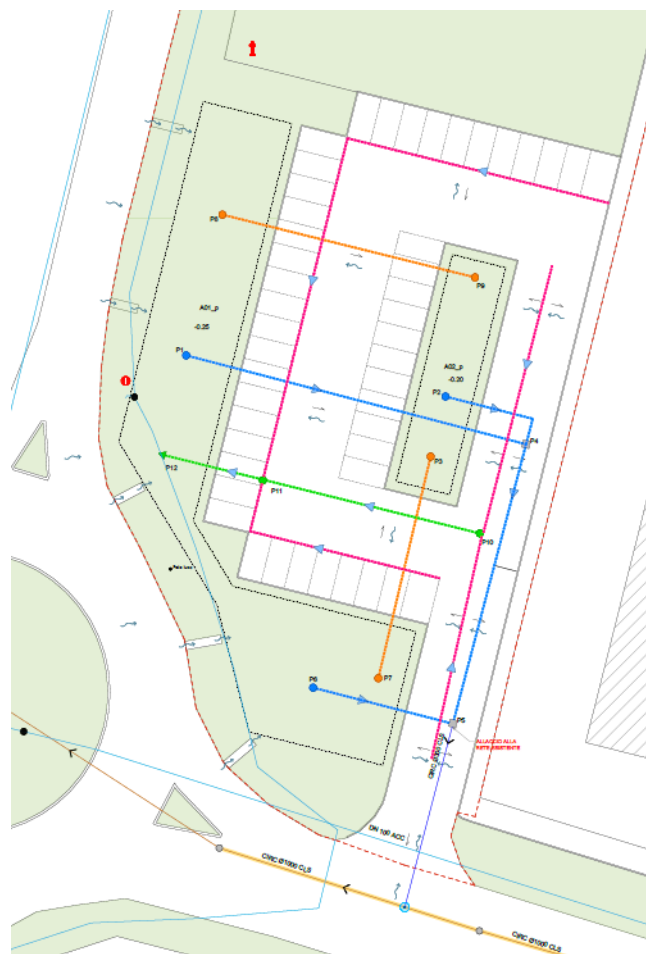 P8
P9
A01_p
-0.25
P1
A02_p
-0.20
P2
P4
P3
P12
P11
P10
P6
P7
P5
ALLACCIO ALLA
RETE ESISTENTE
DN 100 ACC
CIRC Ø1000 CLS
CIRC Ø1000 CLS